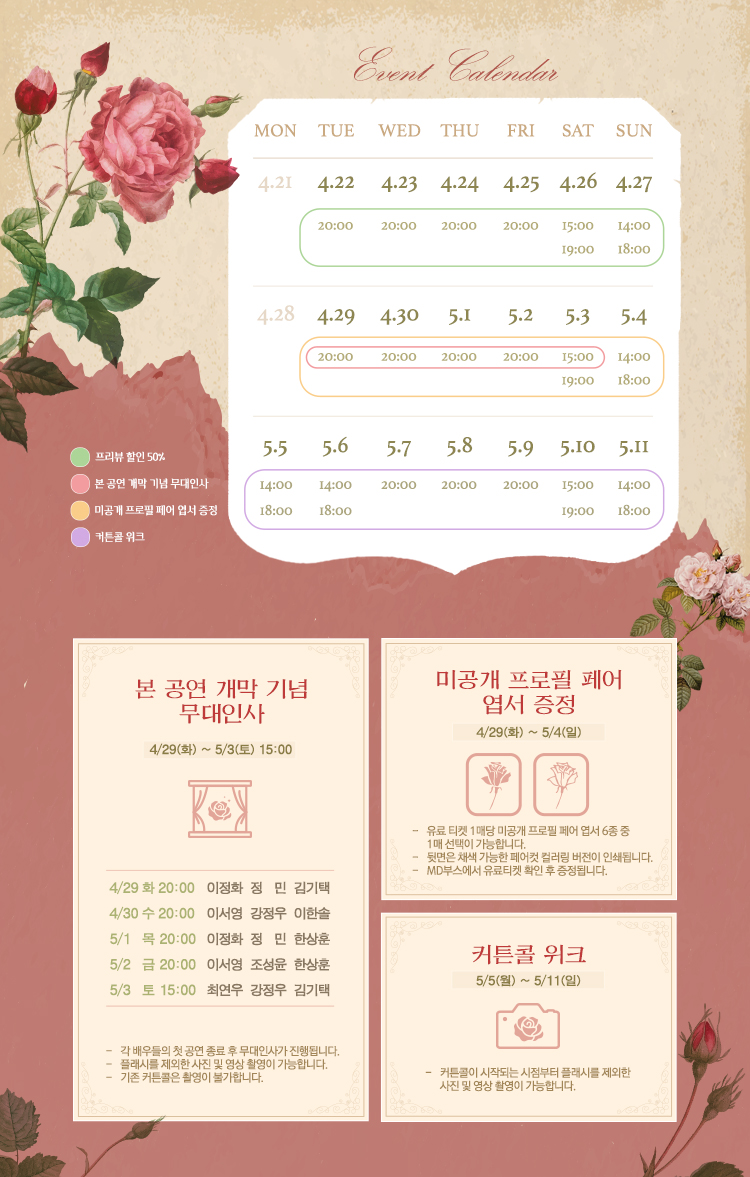 Event Calendar
MON TUE WED THU FRI SAT SUN
4.21 4.22 4.23 4.24 4.25 4.26 4.27
20:00 20:00 20:00 20:00 15:00 14:00
19:00 18:00
4.28 4.29 4.30 5.1 5.2 5.3 5.4
20:00 20:00 20:00 20:00 15:00 14:00
19:00 18:00
5.5 5.6 5.7 5.8 5.9 5.10 5.11
14:00 14:00 20:00 20:00 20:00 15:00 14:00
18:00 18:00 19:00 18:00
프리뷰 할인 50%
본 공연 개막 기념 무대인사
미공개 프로필 페어 엽서 증정
커튼콜 위크
본 공연 개막 기념
무대인사
4/29(화) ~ 5/3(토) 15:00
4/29 화 20:00 이정화 정 민 김기택
4/30 수 20:00 이서영 강정우 이한솔
5/1 목 20:00 이정화 정 민 한상훈
5/2 금 20:00 이서영 조성윤 한상훈
5/3 토 15:00 최연우 강정우 김기택
- 각 배우들의 첫 공연 종료 후 무대인사가 진행됩니다.
- 플래시를 제외한 사진 및 영상 촬영이 가능합니다.
- 기존 커튼콜은 촬영이 불가합니다.
미공개 프로필 페어
엽서 증정
4/29(화) ~ 5/4(일)
- 유료 티켓 1매당 미공개 프로필 페어 엽서 6종 중
1매 선택이 가능합니다.
- 뒷면은 채색 가능한 페어컷 컬러링 버전이 인쇄됩니다.
- MD부스에서 유료티켓 확인 후 증정됩니다.
커튼콜 위크
5/5(월) ~ 5/11(일)
- 커튼콜이 시작되는 시점부터 플래시를 제외한
사진 및 영상 촬영이 가능합니다.